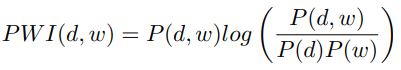 PWI(d, w) = P(d, w)log ( P(d, w) / P(d)P(w) )